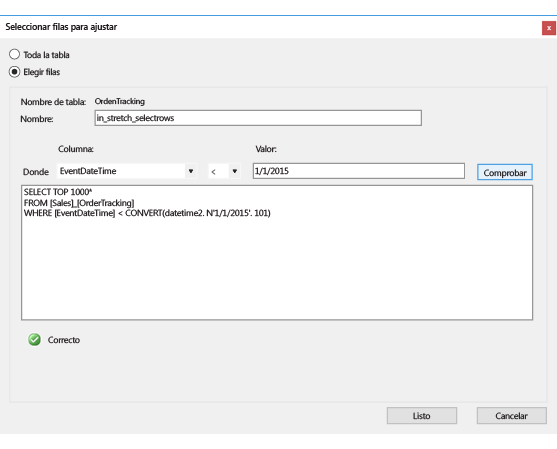 Seleccionar filas para ajustar
x
Toda la tabla
Elegir filas
Nombre de tabla: OrdenTracking
Nombre: in_stretch_selectrows
Columna: Valor:
Donde EventDateTime < 1/1/2015 Comprobar
SELECT TOP 1000*
FROM [Sales]_[OrderTracking]
WHERE [EventDateTime] < CONVERT(datetime2. N'1/1/2015'. 101)
Correcto
Listo Cancelar